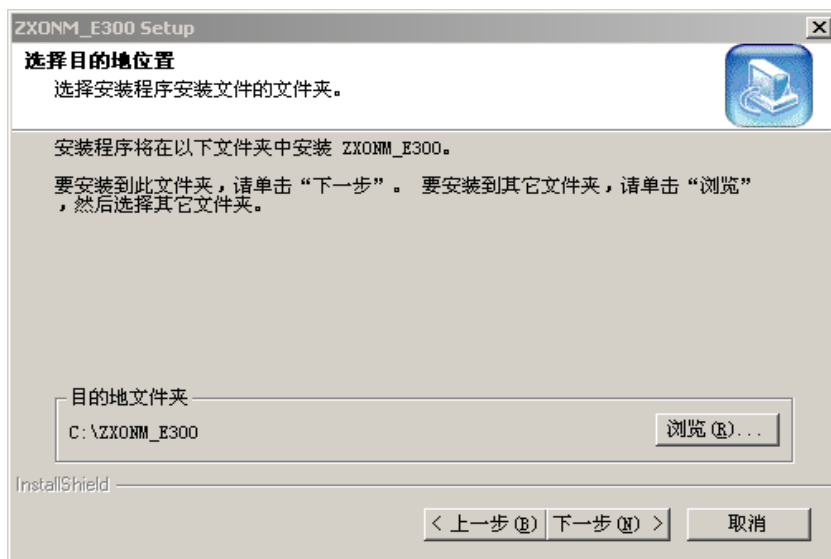 ZXONM_E300 Setup
选择目的地位置
选择安装程序安装文件的文件夹。
安装程序将在以下文件夹中安装 ZXONM_E300。
要安装到此文件夹，请单击“下一步”。 要安装到其它文件夹，请单击“浏览”
，然后选择其它文件夹。
目的地文件夹
C:\ZXONM_E300
浏览(R)...
InstallShield
< 上一步(B) 下一步(N) > 取消